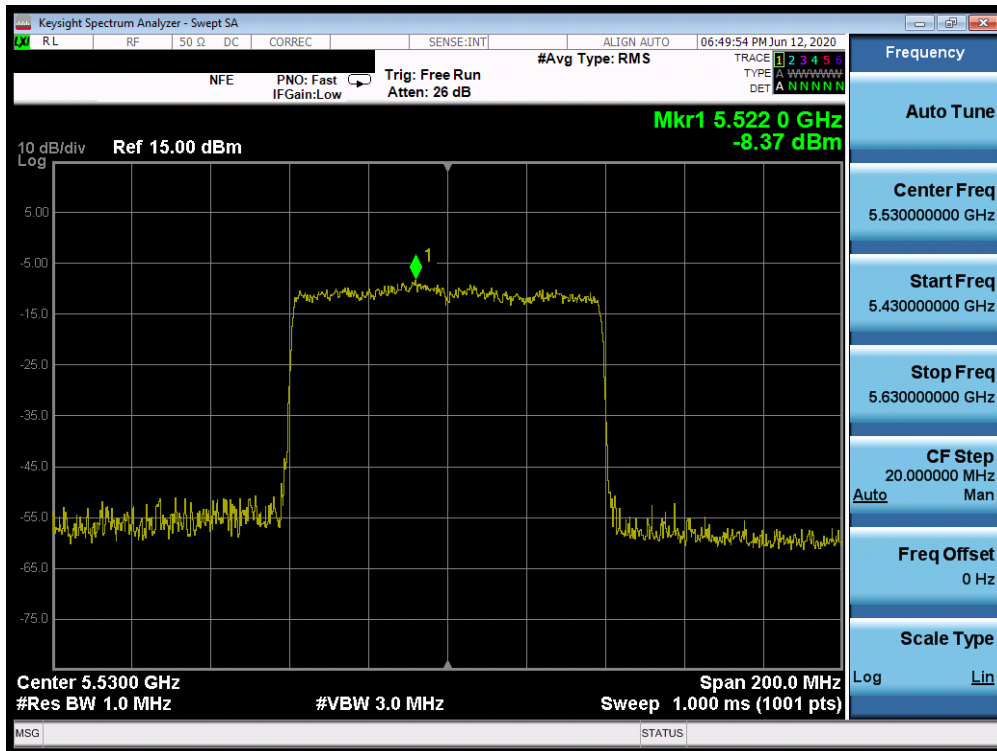 Keysight Spectrum Analyzer - Swept SA
LXI RL RF 50 Ω DC CORREC SENSE:INT ALIGN AUTO 06:49:54 PM Jun 12, 2020
#Avg Type: RMS TRACE 1 2 3 4 5 6
NFE PNO: Fast Trig: Free Run TYPE A WWWWW
IFGain:Low Atten: 26 dB DET A N N N N N
Mkr1 5.522 0 GHz
-8.37 dBm
10 dB/div Ref 15.00 dBm
Log
5.00
-5.00
1
-15.0
-25.0
-35.0
-45.0
-55.0
-65.0
-75.0
Center 5.5300 GHz Span 200.0 MHz
#Res BW 1.0 MHz #VBW 3.0 MHz Sweep 1.000 ms (1001 pts)
MSG STATUS
Frequency
Auto Tune
Center Freq
5.530000000 GHz
Start Freq
5.430000000 GHz
Stop Freq
5.630000000 GHz
CF Step
20.000000 MHz
Auto Man
Freq Offset
0 Hz
Scale Type
Log Lin